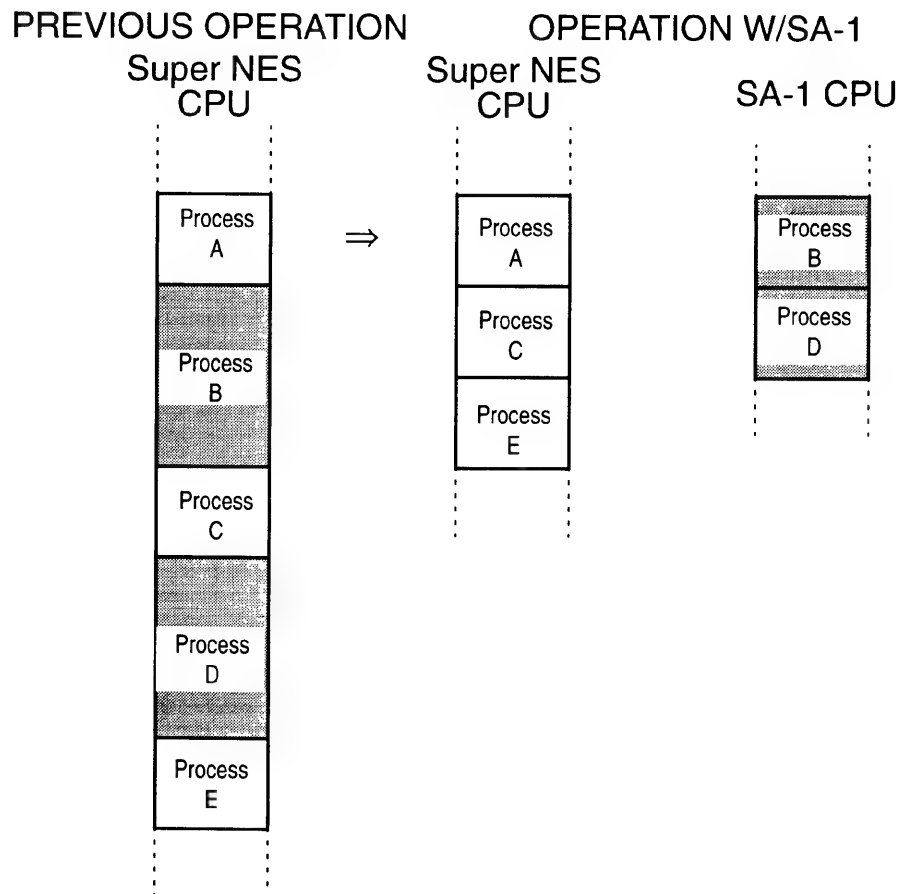 PREVIOUS OPERATION
Super NES
CPU
Process
A
Process
B
Process
C
Process
D
Process
E
⇒
OPERATION W/SA-1
Super NES
CPU
Process
A
Process
C
Process
E
SA-1 CPU
Process
B
Process
D